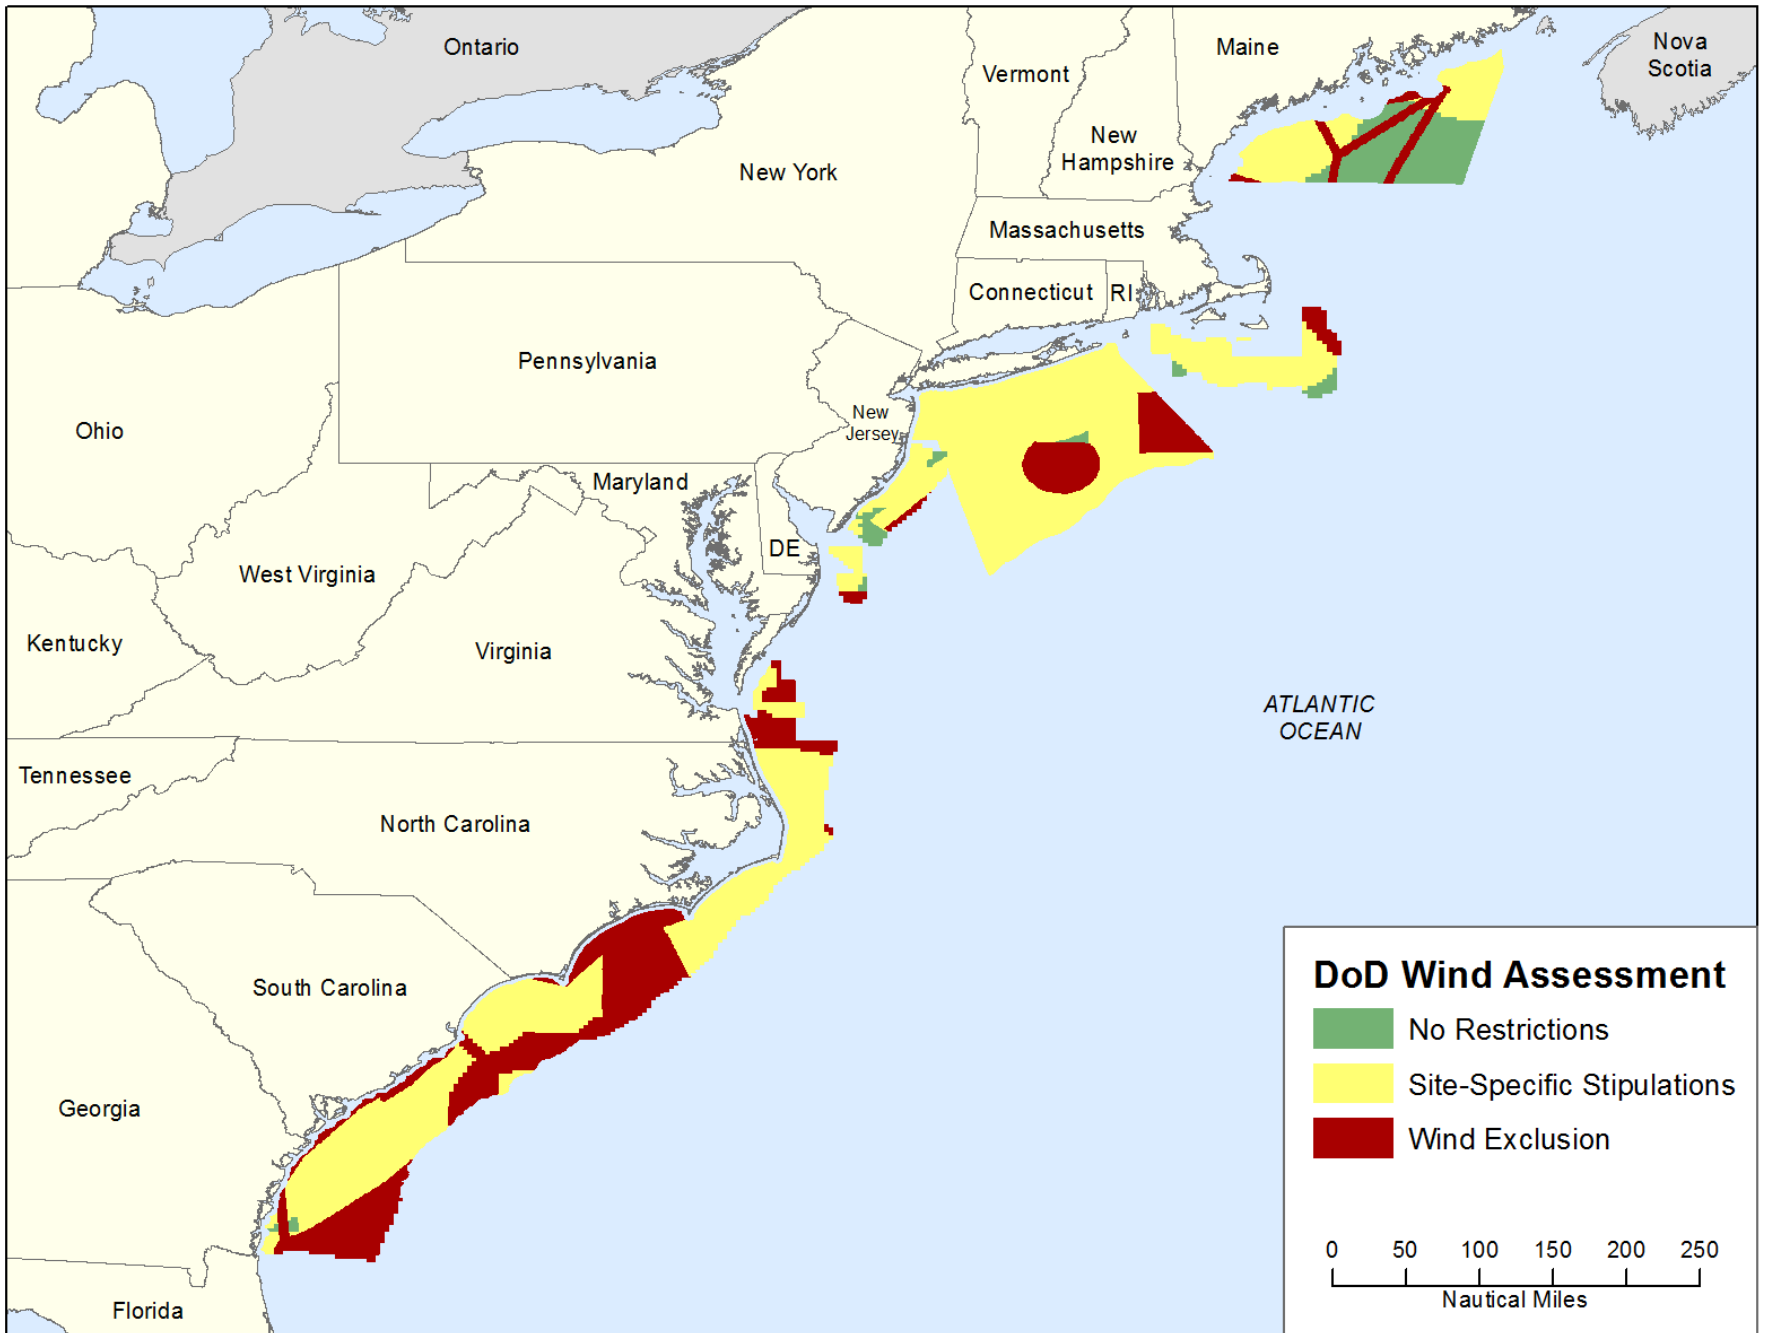 Ontario
Maine
Nova
Scotia
Vermont
New
Hampshire
New York
Massachusetts
Connecticut
RI
Pennsylvania
New
Jersey
Ohio
Maryland
DE
West Virginia
Kentucky
Virginia
ATLANTIC
OCEAN
Tennessee
North Carolina
South Carolina
Georgia
Florida
DoD Wind Assessment
No Restrictions
Site-Specific Stipulations
Wind Exclusion
0 50 100 150 200 250
Nautical Miles